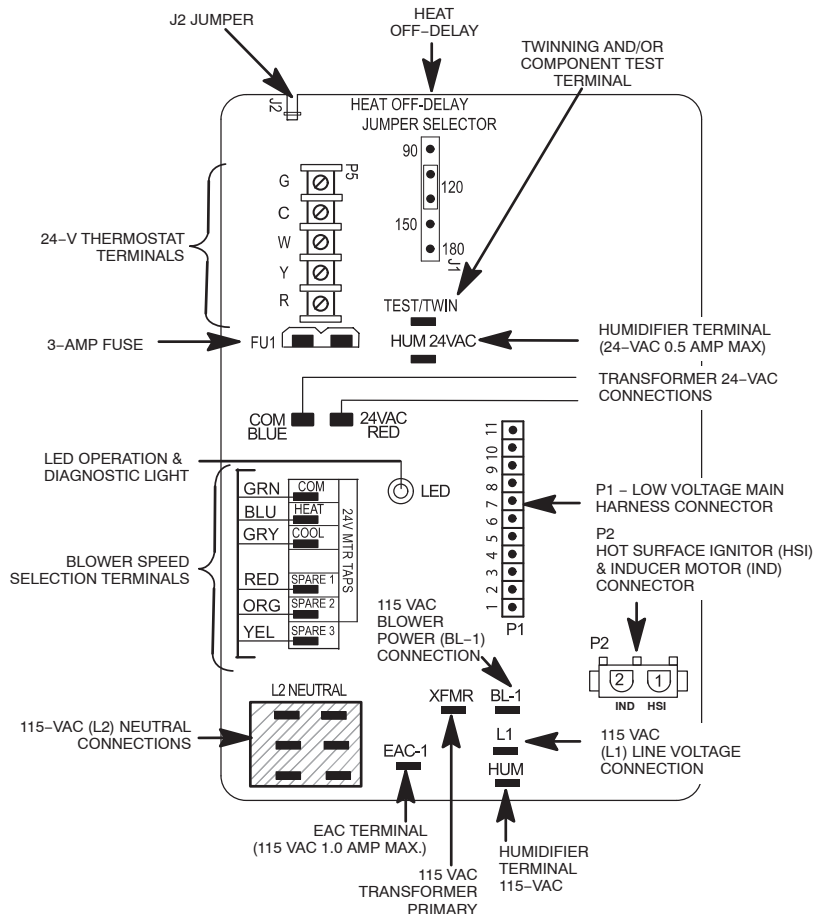 J2 JUMPER
HEAT
OFF–DELAY
TWINNING AND/OR
COMPONENT TEST
TERMINAL
J2
HEAT OFF-DELAY
JUMPER SELECTOR
90
120
150
180
J1
P5
G
C
W
Y
R
24–V THERMOSTAT
TERMINALS
TEST/TWIN
3–AMP FUSE
FU1
HUM 24VAC
HUMIDIFIER TERMINAL
(24–VAC 0.5 AMP MAX)
TRANSFORMER 24–VAC
CONNECTIONS
COM
BLUE
24VAC
RED
LED OPERATION &
DIAGNOSTIC LIGHT
LED
11
10
9
8
7
6
5
4
3
2
1
P1
P1 – LOW VOLTAGE MAIN
HARNESS CONNECTOR
GRN COM
BLU HEAT
GRY COOL
RED SPARE 1
ORG SPARE 2
YEL SPARE 3
24V MTR TAPS
BLOWER SPEED
SELECTION TERMINALS
P2
HOT SURFACE IGNITOR (HSI)
& INDUCER MOTOR (IND)
CONNECTOR
115 VAC
BLOWER
POWER (BL–1)
CONNECTION
P2
2 1
IND HSI
L2 NEUTRAL
XFMR
BL-1
115-VAC (L2) NEUTRAL
CONNECTIONS
L1
115 VAC
(L1) LINE VOLTAGE
CONNECTION
EAC-1
HUM
EAC TERMINAL
(115 VAC 1.0 AMP MAX.)
115 VAC
TRANSFORMER
PRIMARY
HUMIDIFIER
TERMINAL
115–VAC